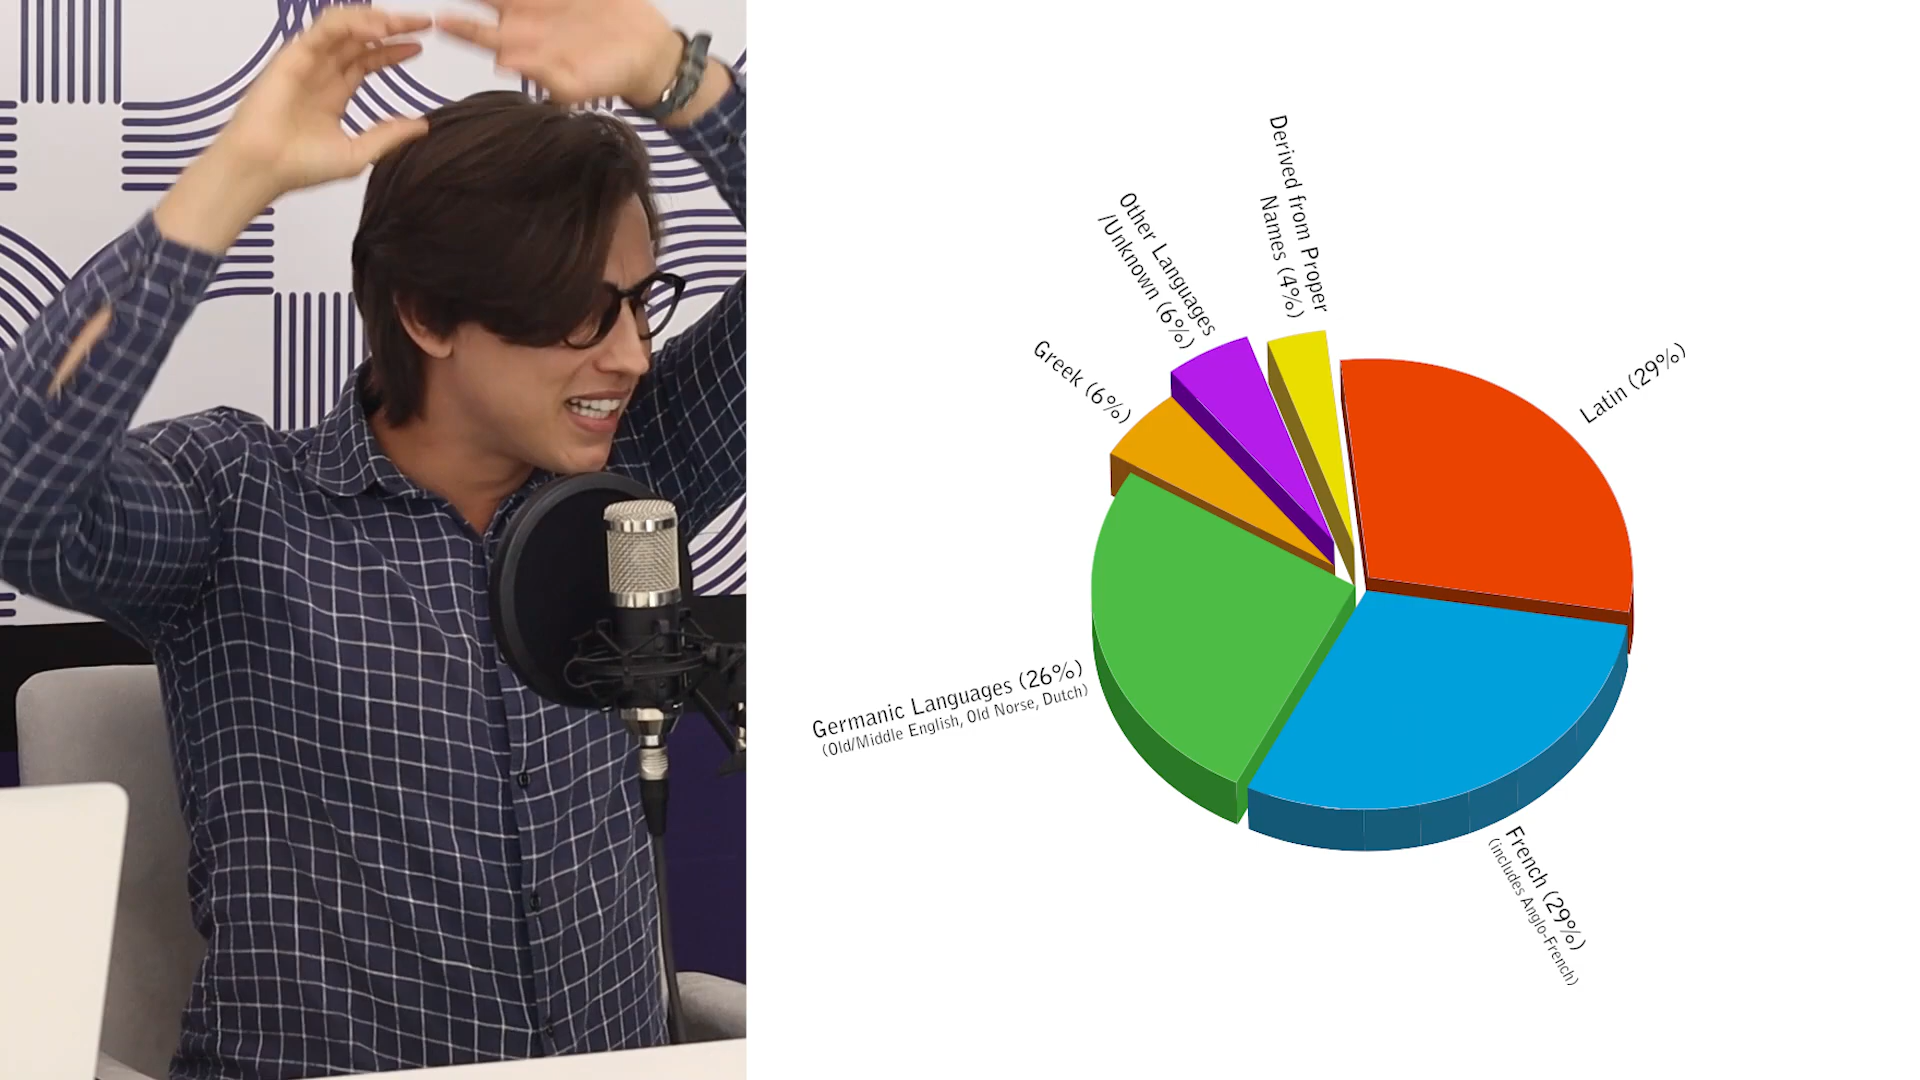 Derived from Proper
Names (4%)
Other Languages
/Unknown (6%)
Greek (6%)
Latin (29%)
Germanic Languages (26%)
(Old/Middle English, Old Norse, Dutch)
French (29%)
(includes Anglo-French)